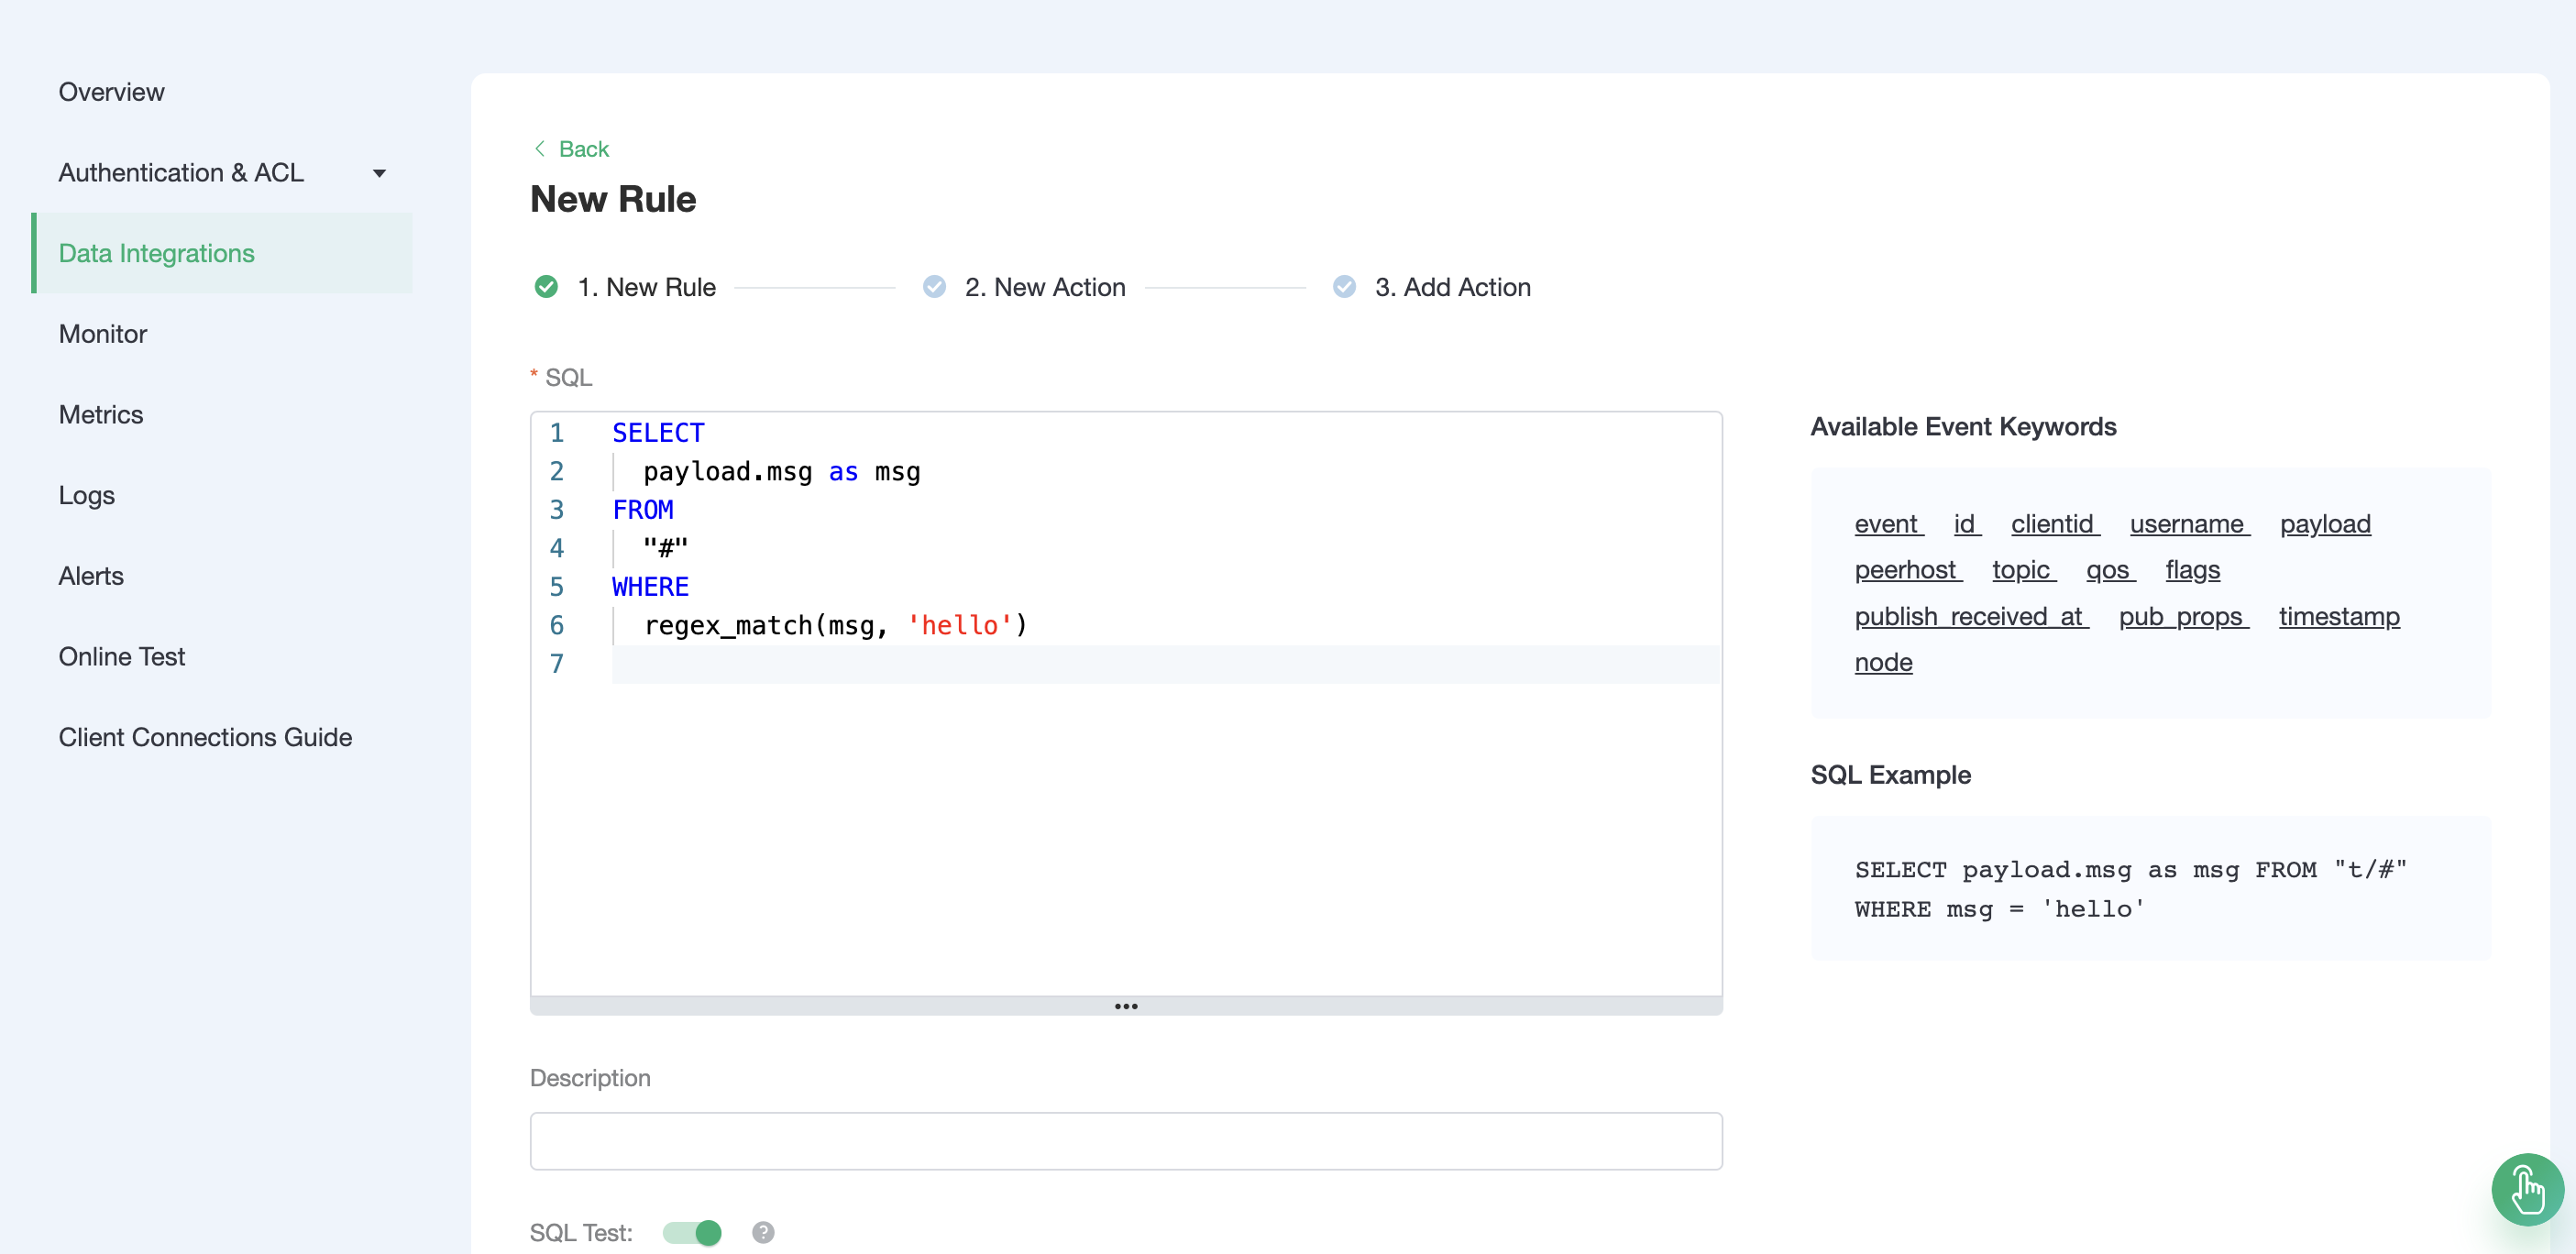 Overview
Authentication & ACL
Data Integrations
Monitor
Metrics
Logs
Alerts
Online Test
Client Connections Guide
Back
New Rule
1. New Rule
2. New Action
3. Add Action
* SQL
1 SELECT
2 payload.msg as msg
3 FROM
4 "#"
5 WHERE
6 regex_match(msg, 'hello')
7
Available Event Keywords
event id clientid username payload
peerhost topic qos flags
publish_received_at pub_props timestamp
node
SQL Example
SELECT payload.msg as msg FROM "t/#"
WHERE msg = 'hello'
Description
SQL Test: ?